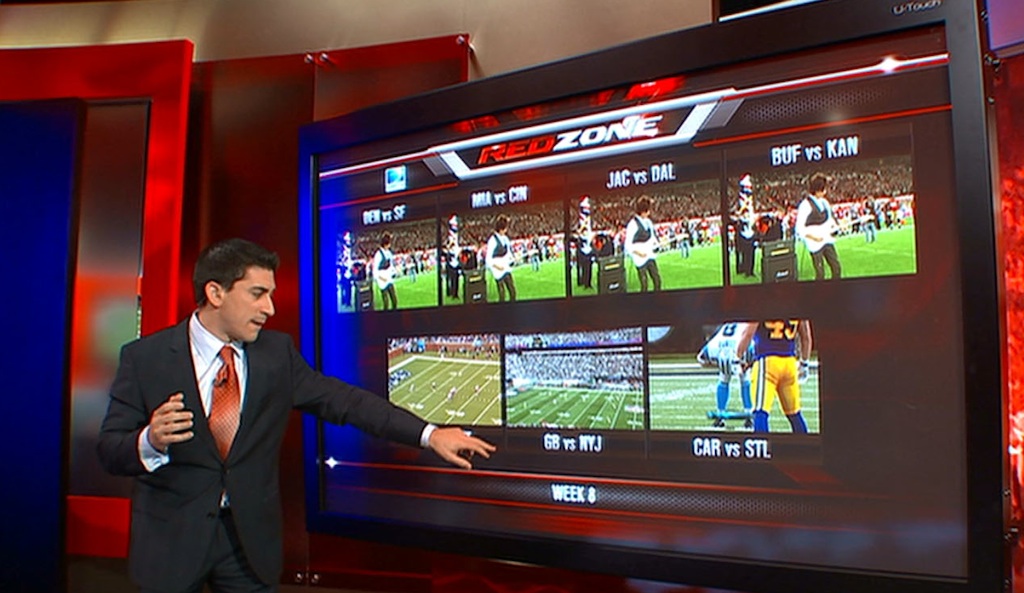 U-Touch
REDZONE
DEN vs SF
MIA vs CIN
JAC vs DAL
BUF vs KAN
GB vs NYJ
CAR vs STL
WEEK 8